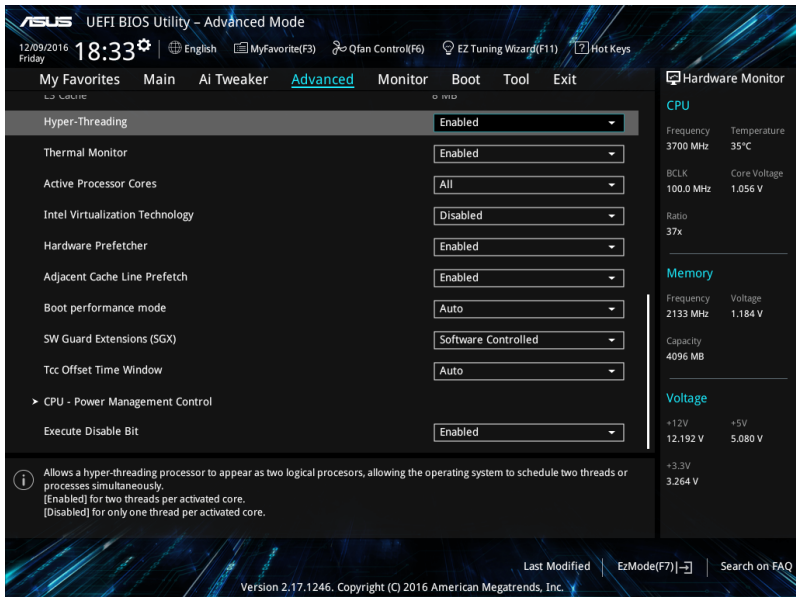 ASUS UEFI BIOS Utility – Advanced Mode
12/09/2016
Friday
18:33
English
MyFavorite(F3)
Qfan Control(F6)
EZ Tuning Wizard(F11)
? Hot Keys
My Favorites Main Ai Tweaker Advanced Monitor Boot Tool Exit
L3 Cache 8 MB
Hyper-Threading Enabled
Thermal Monitor Enabled
Active Processor Cores All
Intel Virtualization Technology Disabled
Hardware Prefetcher Enabled
Adjacent Cache Line Prefetch Enabled
Boot performance mode Auto
SW Guard Extensions (SGX) Software Controlled
Tcc Offset Time Window Auto
CPU - Power Management Control
Execute Disable Bit Enabled
i
Allows a hyper-threading processor to appear as two logical procesors, allowing the operating system to schedule two threads or
processes simultaneously.
[Enabled] for two threads per activated core.
[Disabled] for only one thread per activated core.
Hardware Monitor
CPU
Frequency Temperature
3700 MHz 35°C
BCLK Core Voltage
100.0 MHz 1.056 V
Ratio
37x
Memory
Frequency Voltage
2133 MHz 1.184 V
Capacity
4096 MB
Voltage
+12V +5V
12.192 V 5.080 V
+3.3V
3.264 V
Last Modified
EzMode(F7)
Search on FAQ
Version 2.17.1246. Copyright (C) 2016 American Megatrends, Inc.